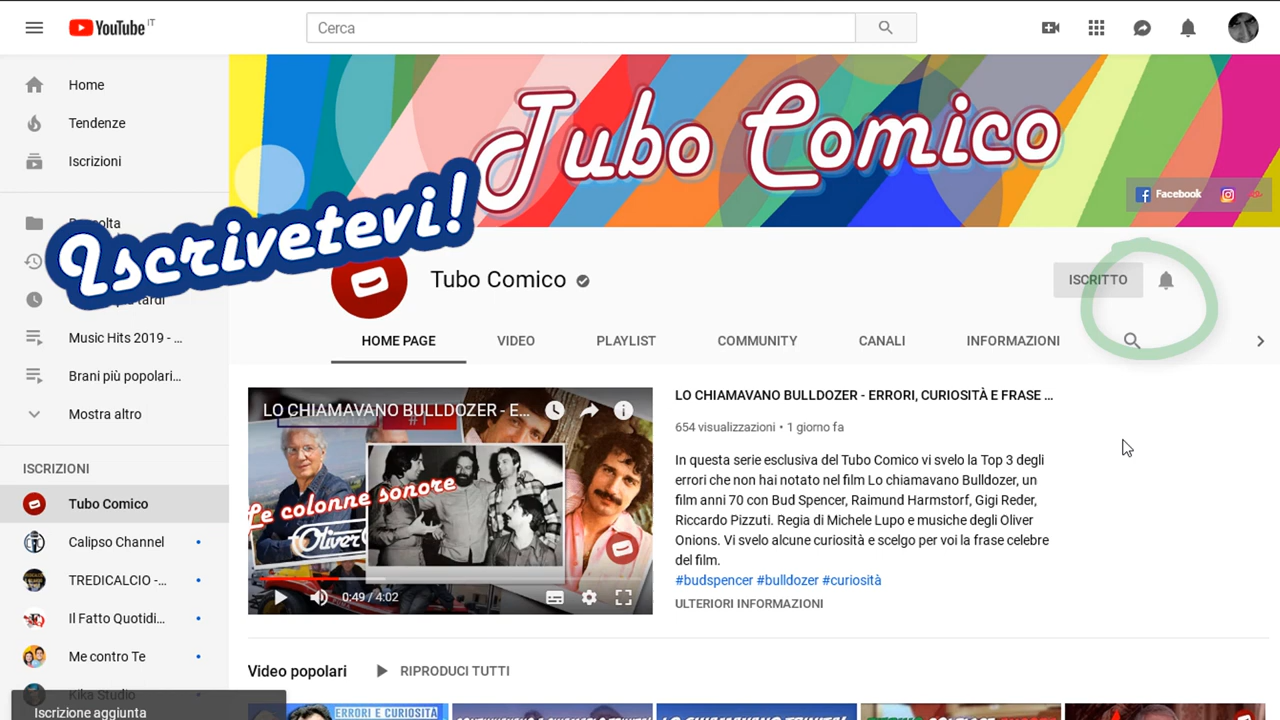 YouTube IT
Cerca
Home
Tendenze
Iscrizioni
Tubo Comico
Iscrivetevi!
Facebook
Tubo Comico
ISCRITTO
HOME PAGE
VIDEO
PLAYLIST
COMMUNITY
CANALI
INFORMAZIONI
Music Hits 2019 - ...
Brani più popolari...
Mostra altro
ISCRIZIONI
Tubo Comico
Calipso Channel
TREDICALCIO -...
Il Fatto Quotidi...
Me contro Te
Kika Studio
Iscrizione aggiunta
LO CHIAMAVANO BULLDOZER - E...
#1
Le colonne sonore
Oliver
0:49 / 4:02
LO CHIAMAVANO BULLDOZER - ERRORI, CURIOSITÀ E FRASE ...
654 visualizzazioni • 1 giorno fa
In questa serie esclusiva del Tubo Comico vi svelo la Top 3 degli
errori che non hai notato nel film Lo chiamavano Bulldozer, un
film anni 70 con Bud Spencer, Raimund Harmstorf, Gigi Reder,
Riccardo Pizzuti. Regia di Michele Lupo e musiche degli Oliver
Onions. Vi svelo alcune curiosità e scelgo per voi la frase celebre
del film.
#budspencer #bulldozer #curiosità
ULTERIORI INFORMAZIONI
Video popolari
RIPRODUCI TUTTI
ERRORI E CURIOSITÀ